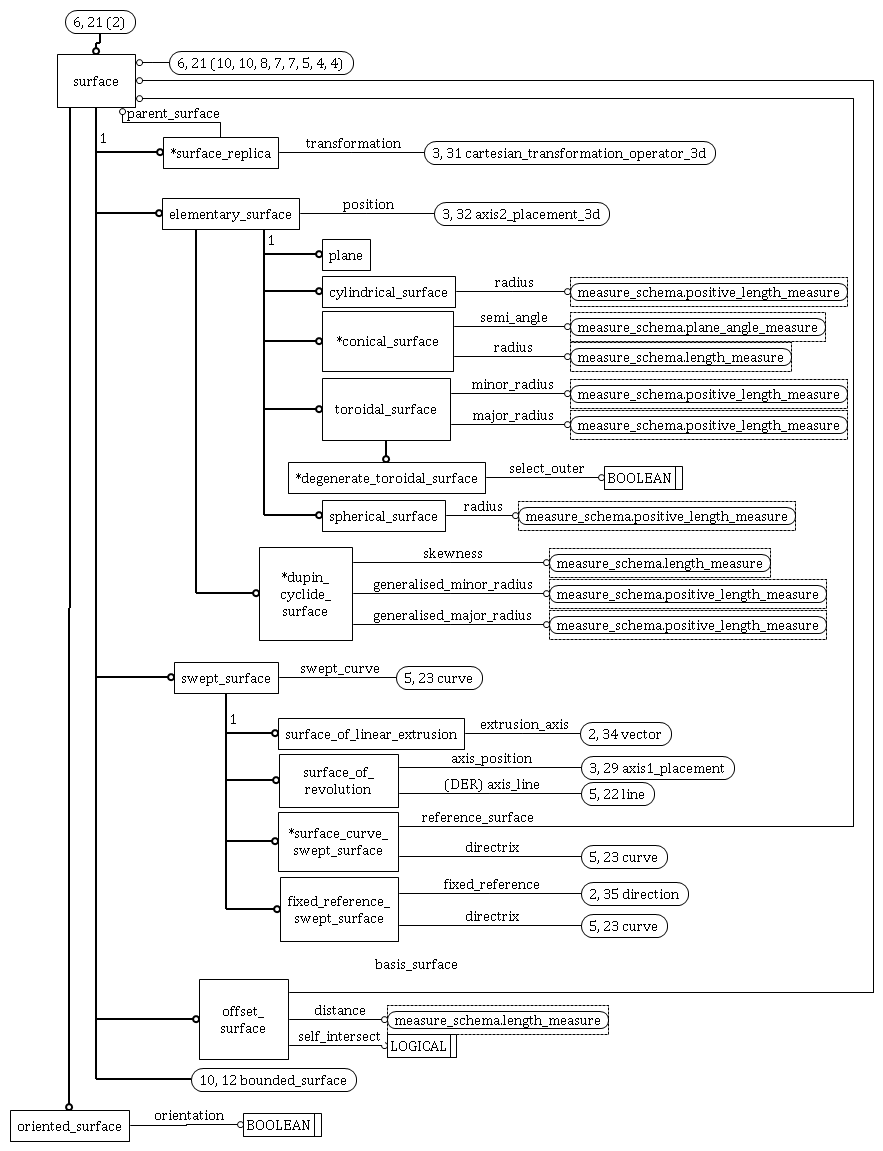 6, 21 (2)
6, 21 (10, 10, 8, 7, 7, 5, 4, 4)
surface
parent_surface
1
*surface_replica
transformation
3, 31 cartesian_transformation_operator_3d
elementary_surface
position
3, 32 axis2_placement_3d
1
plane
cylindrical_surface
radius
measure_schema.positive_length_measure
*conical_surface
semi_angle
measure_schema.plane_angle_measure
radius
measure_schema.length_measure
toroidal_surface
minor_radius
measure_schema.positive_length_measure
major_radius
measure_schema.positive_length_measure
*degenerate_toroidal_surface
select_outer
BOOLEAN
spherical_surface
radius
measure_schema.positive_length_measure
*dupin_
cyclide_
surface
skewness
measure_schema.length_measure
generalised_minor_radius
measure_schema.positive_length_measure
generalised_major_radius
measure_schema.positive_length_measure
swept_surface
swept_curve
5, 23 curve
1
surface_of_linear_extrusion
extrusion_axis
2, 34 vector
surface_of_
revolution
axis_position
3, 29 axis1_placement
(DER) axis_line
5, 22 line
*surface_curve_
swept_surface
reference_surface
directrix
5, 23 curve
fixed_reference_
swept_surface
fixed_reference
2, 35 direction
directrix
5, 23 curve
basis_surface
offset_
surface
distance
measure_schema.length_measure
self_intersect
LOGICAL
10, 12 bounded_surface
oriented_surface
orientation
BOOLEAN